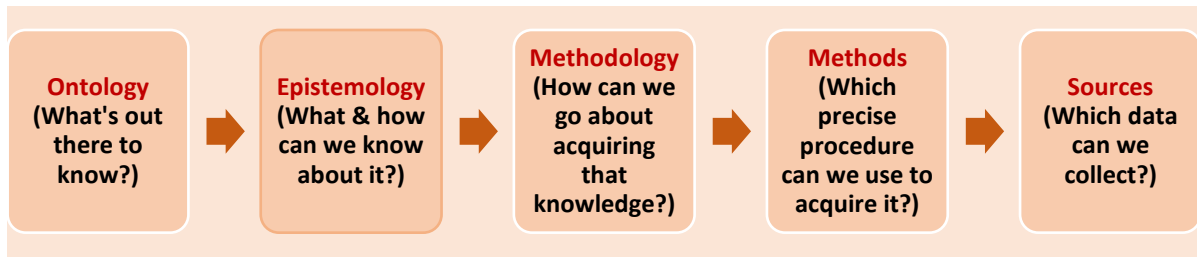 Ontology
(What's out
there to
know?)
Epistemology
(What & how
can we know
about it?)
Methodology
(How can we
go about
acquiring
that
knowledge?)
Methods
(Which
precise
procedure
can we use to
acquire it?)
Sources
(Which data
can we
collect?)